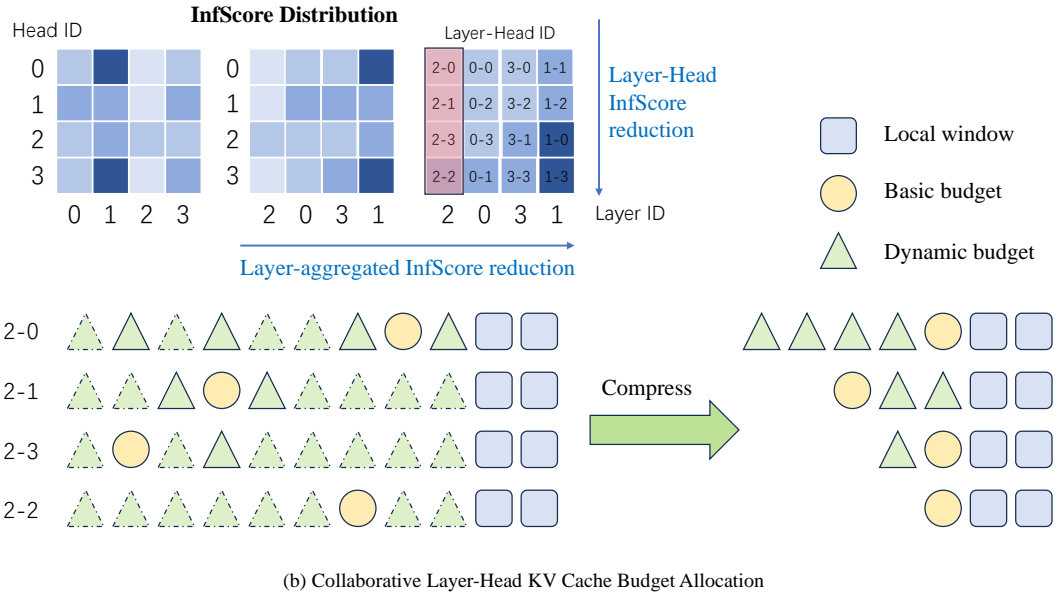 InfScore Distribution
Head ID
Layer-Head ID
0
1
2
3
0 1 2 3
0
1
2
3
2 0 3 1
2-0 0-0 3-0 1-1
2-1 0-2 3-2 1-2
2-3 0-3 3-1 1-0
2-2 0-1 3-3 1-3
2 0 3 1
Layer ID
Layer-Head
InfScore
reduction
Layer-aggregated InfScore reduction
Local window
Basic budget
Dynamic budget
2-0
2-1
2-3
2-2
Compress
(b) Collaborative Layer-Head KV Cache Budget Allocation